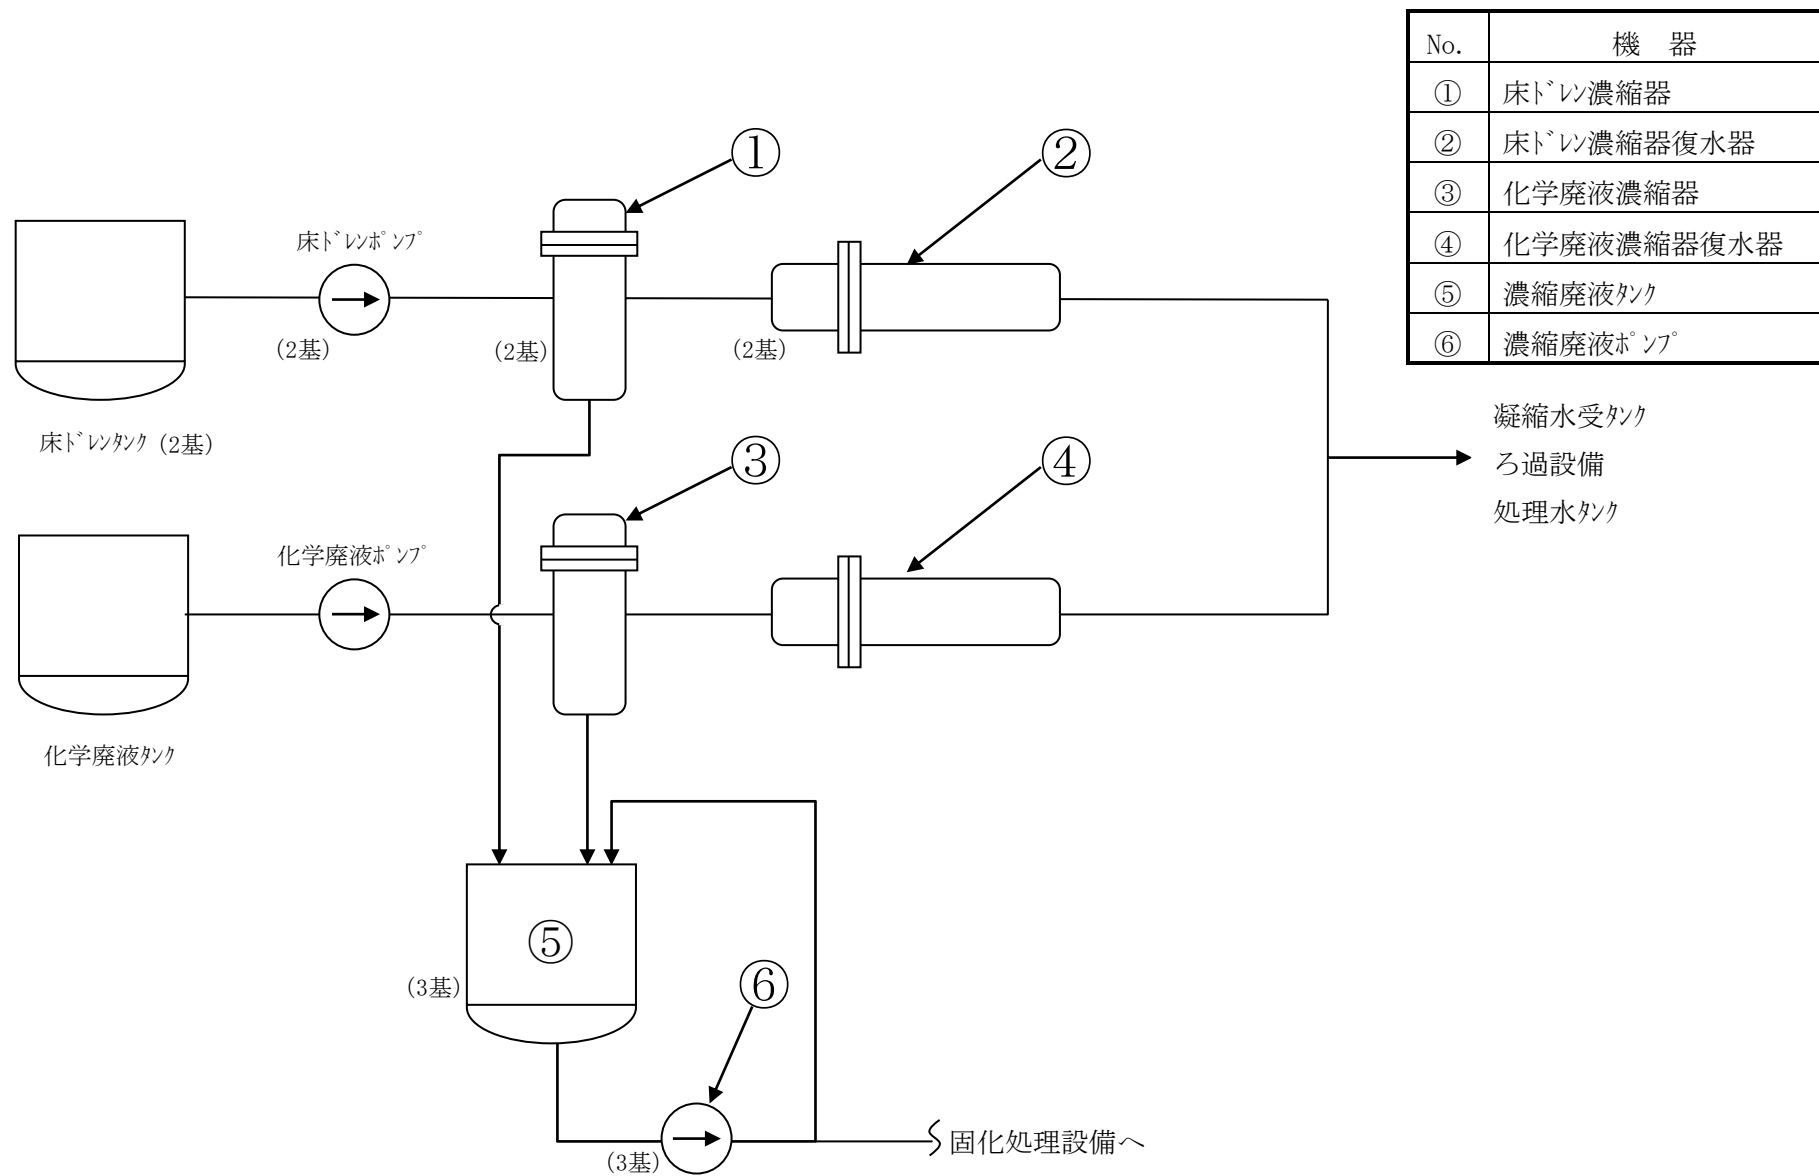 No. 機 器
① 床ﾄﾞﾚﾝ濃縮器
② 床ﾄﾞﾚﾝ濃縮器復水器
③ 化学廃液濃縮器
④ 化学廃液濃縮器復水器
⑤ 濃縮廃液ﾀﾝｸ
⑥ 濃縮廃液ﾎﾟﾝﾌﾟ
①
②
床ﾄﾞﾚﾝﾎﾟﾝﾌﾟ
(2基)
(2基)
(2基)
床ﾄﾞﾚﾝﾀﾝｸ (2基)
凝縮水受ﾀﾝｸ
ろ過設備
処理水ﾀﾝｸ
③
④
化学廃液ﾎﾟﾝﾌﾟ
化学廃液ﾀﾝｸ
⑤
(3基)
⑥
(3基)
固化処理設備へ